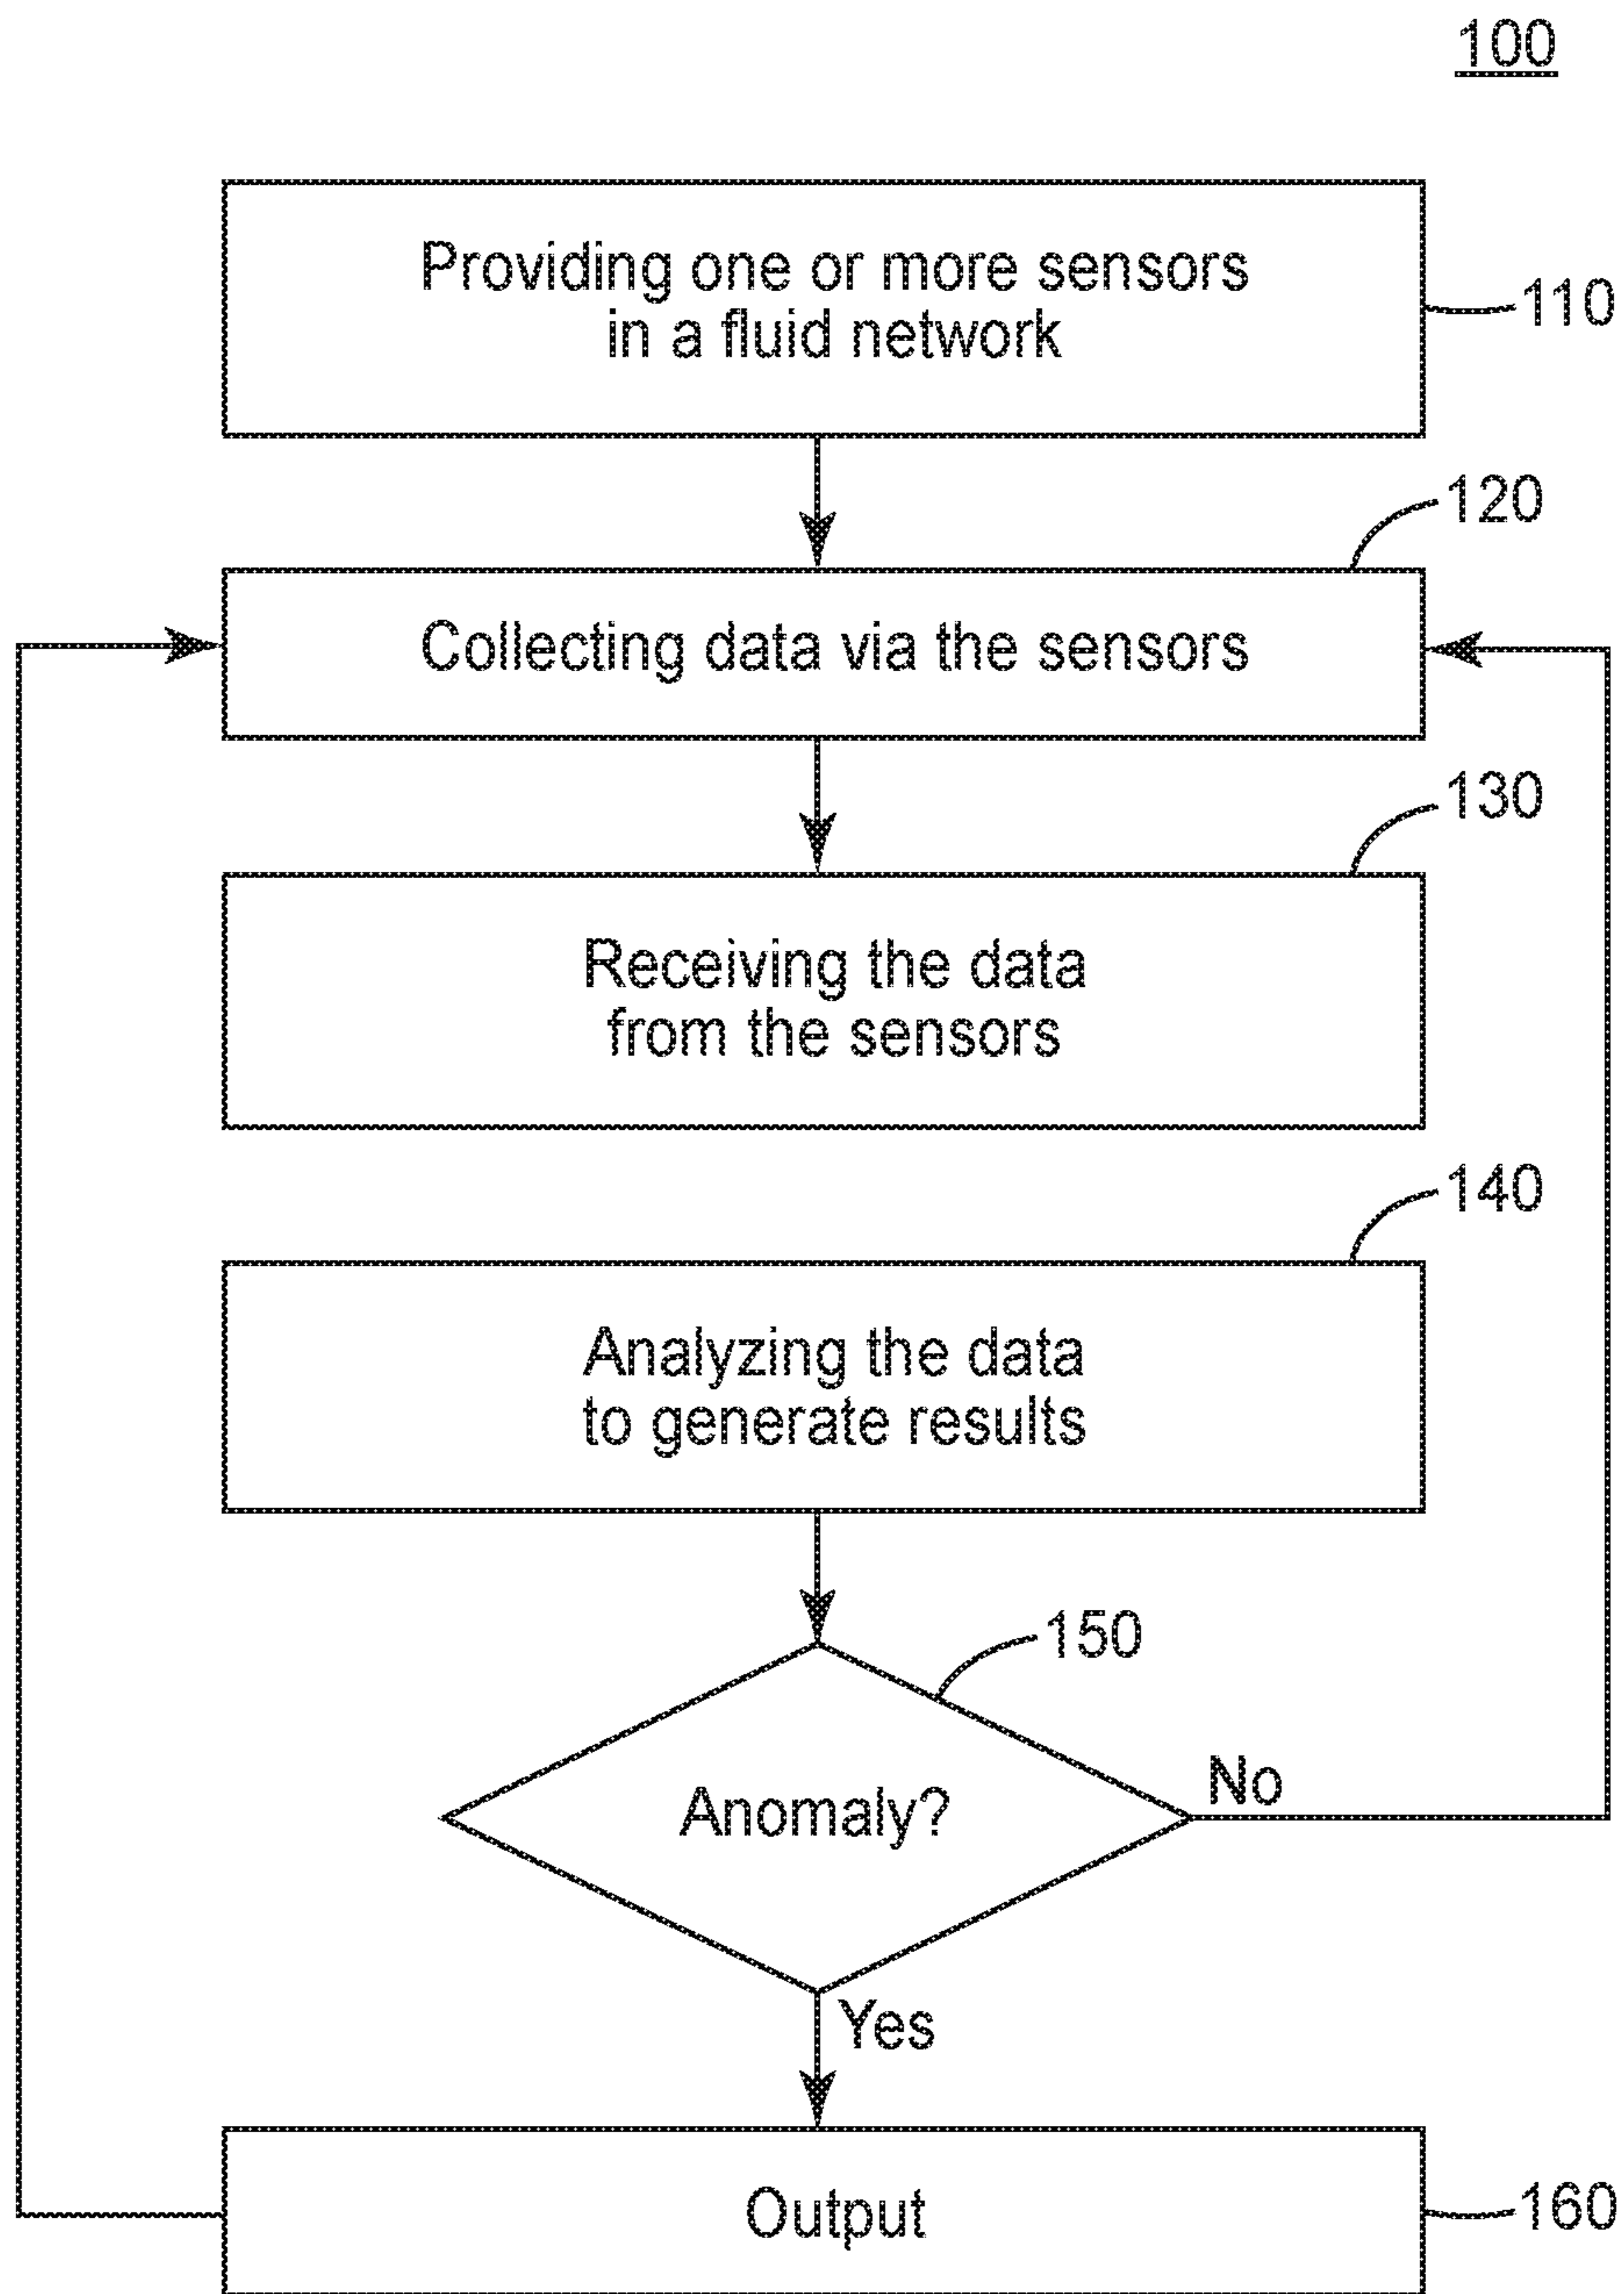 100
Providing one or more sensors
in a fluid network
110
120
Collecting data via the sensors
130
Receiving the data
from the sensors
140
Analyzing the data
to generate results
150
Anomaly?
No
Yes
Output
160